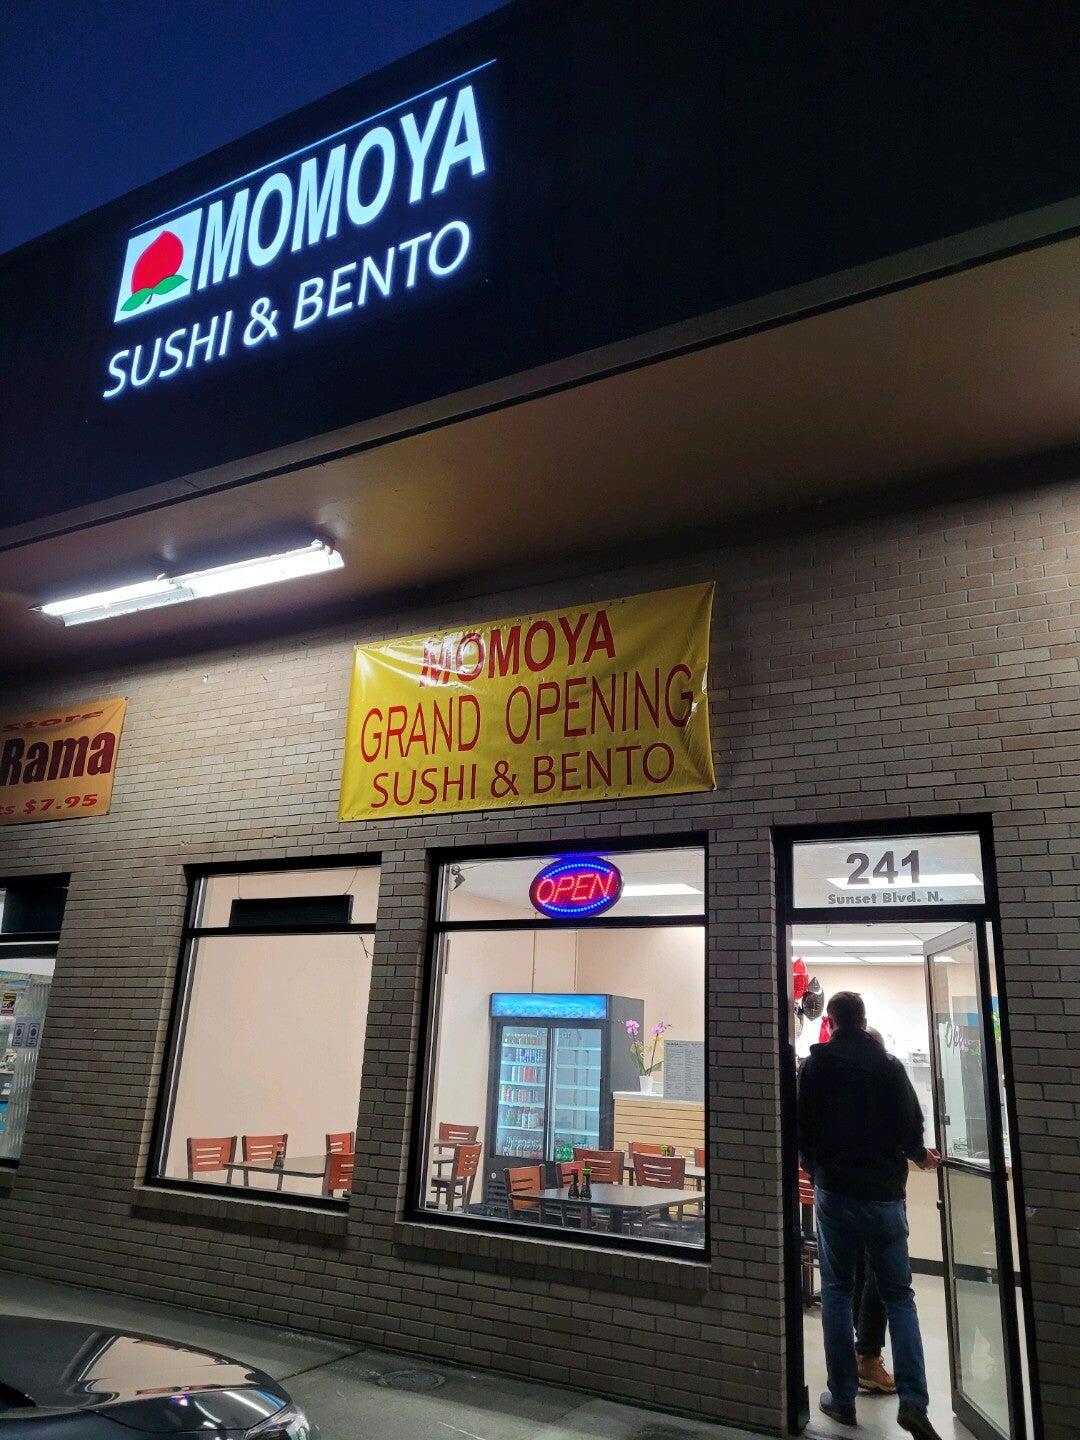 MOMOYA
SUSHI & BENTO
MOMOYA
GRAND OPENING
SUSHI & BENTO
Store
Rama
$7.95
OPEN
241
Sunset Blvd. N.